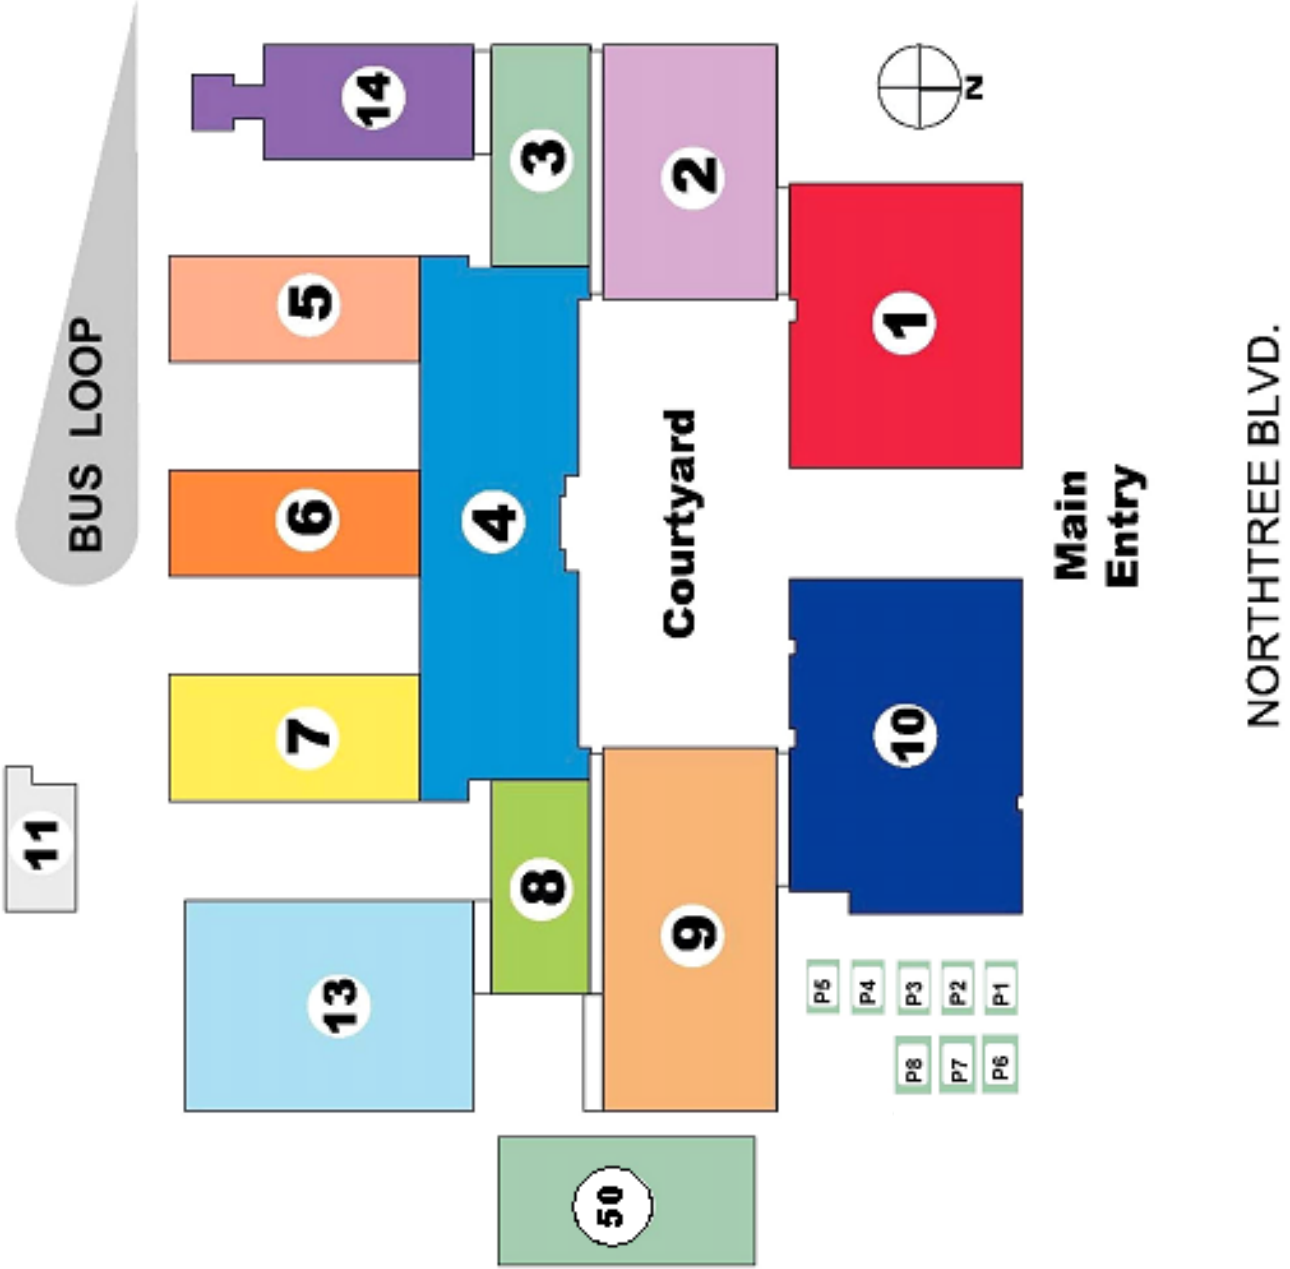 BUS LOOP
14
3
2
N
5
1
6
4
Courtyard
Main
Entry
NORTHTREE BLVD.
7
10
11
8
9
13
P5
P4
P3
P2
P1
P8
P7
P6
50